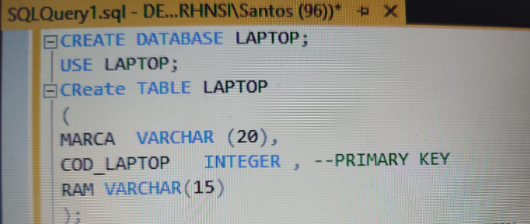 SQLQuery1.sql - DE...RHNSI\Santos (96))*
CREATE DATABASE LAPTOP;
USE LAPTOP;
CReate TABLE LAPTOP
(
MARCA VARCHAR (20),
COD_LAPTOP INTEGER , --PRIMARY KEY
RAM VARCHAR(15)
);